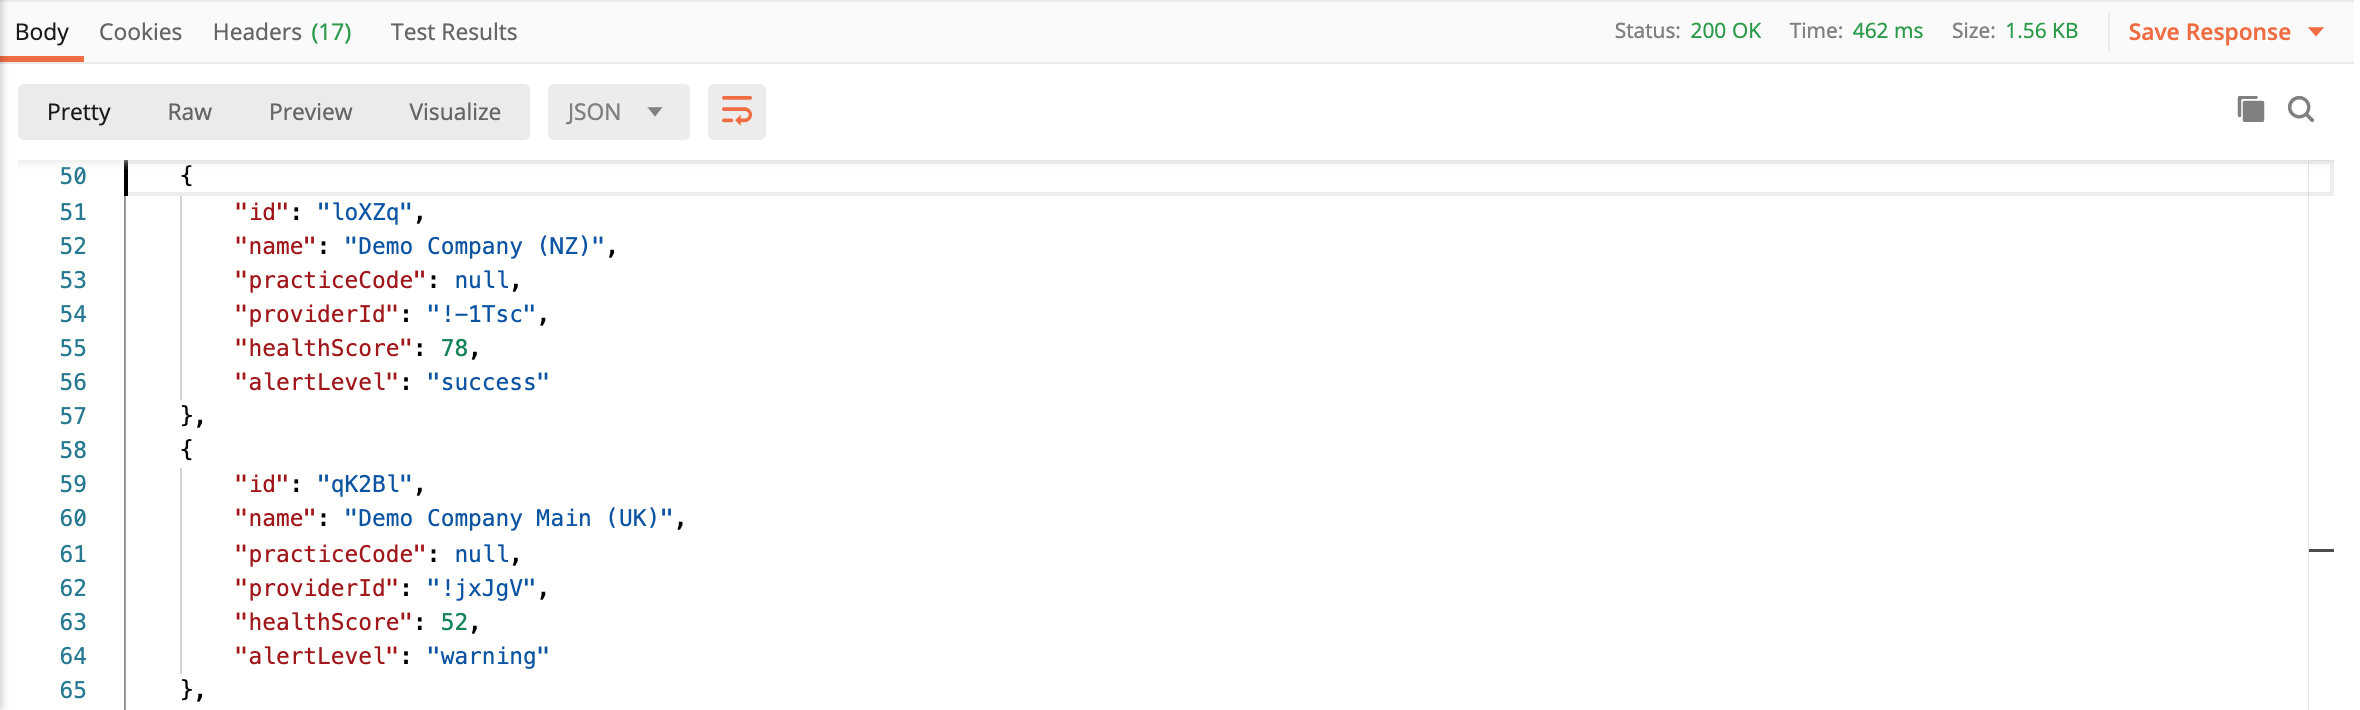 Body Cookies Headers (17) Test Results Status: 200 OK Time: 462 ms Size: 1.56 KB Save Response
Pretty Raw Preview Visualize JSON
50 {
51 "id": "loXZq",
52 "name": "Demo Company (NZ)",
53 "practiceCode": null,
54 "providerId": "!-1Tsc",
55 "healthScore": 78,
56 "alertLevel": "success"
57 },
58 {
59 "id": "qK2Bl",
60 "name": "Demo Company Main (UK)",
61 "practiceCode": null,
62 "providerId": "!jxJgV",
63 "healthScore": 52,
64 "alertLevel": "warning"
65 },